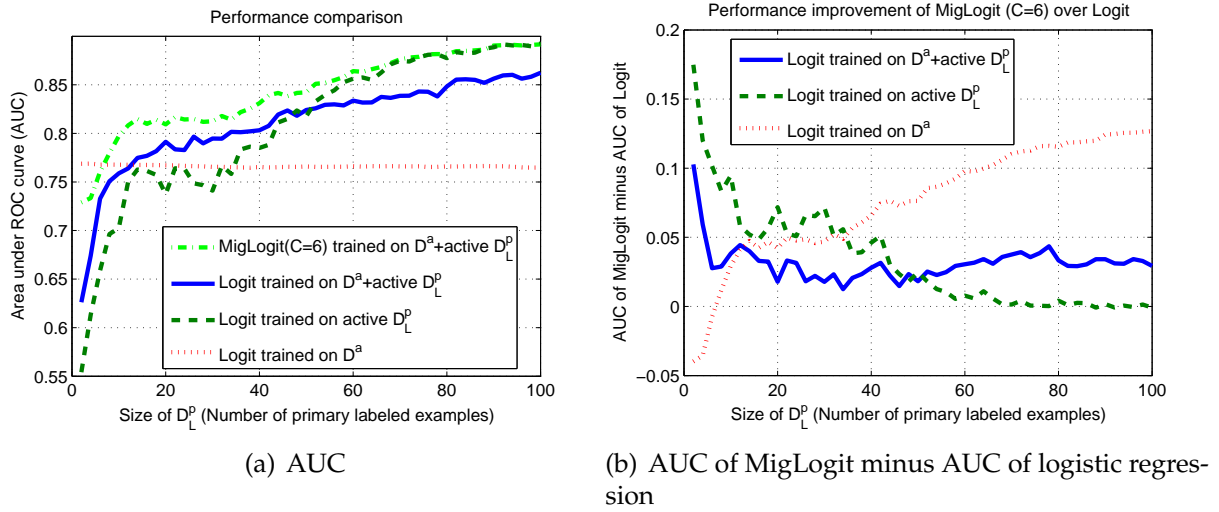 Performance comparison
Area under ROC curve (AUC)
0.85
0.8
0.75
0.7
0.65
0.6
0.55
0
20
40
60
80
100
MigLogit(C=6) trained on D^a+active D_L^p
Logit trained on D^a+active D_L^p
Logit trained on active D_L^p
Logit trained on D^a
Size of D_L^p (Number of primary labeled examples)
(a) AUC
Performance improvement of MigLogit (C=6) over Logit
AUC of MigLogit minus AUC of Logit
0.2
0.15
0.1
0.05
0
−0.05
0
20
40
60
80
100
Logit trained on D^a+active D_L^p
Logit trained on active D_L^p
Logit trained on D^a
Size of D_L^p (Number of primary labeled examples)
(b) AUC of MigLogit minus AUC of logistic regres-
sion